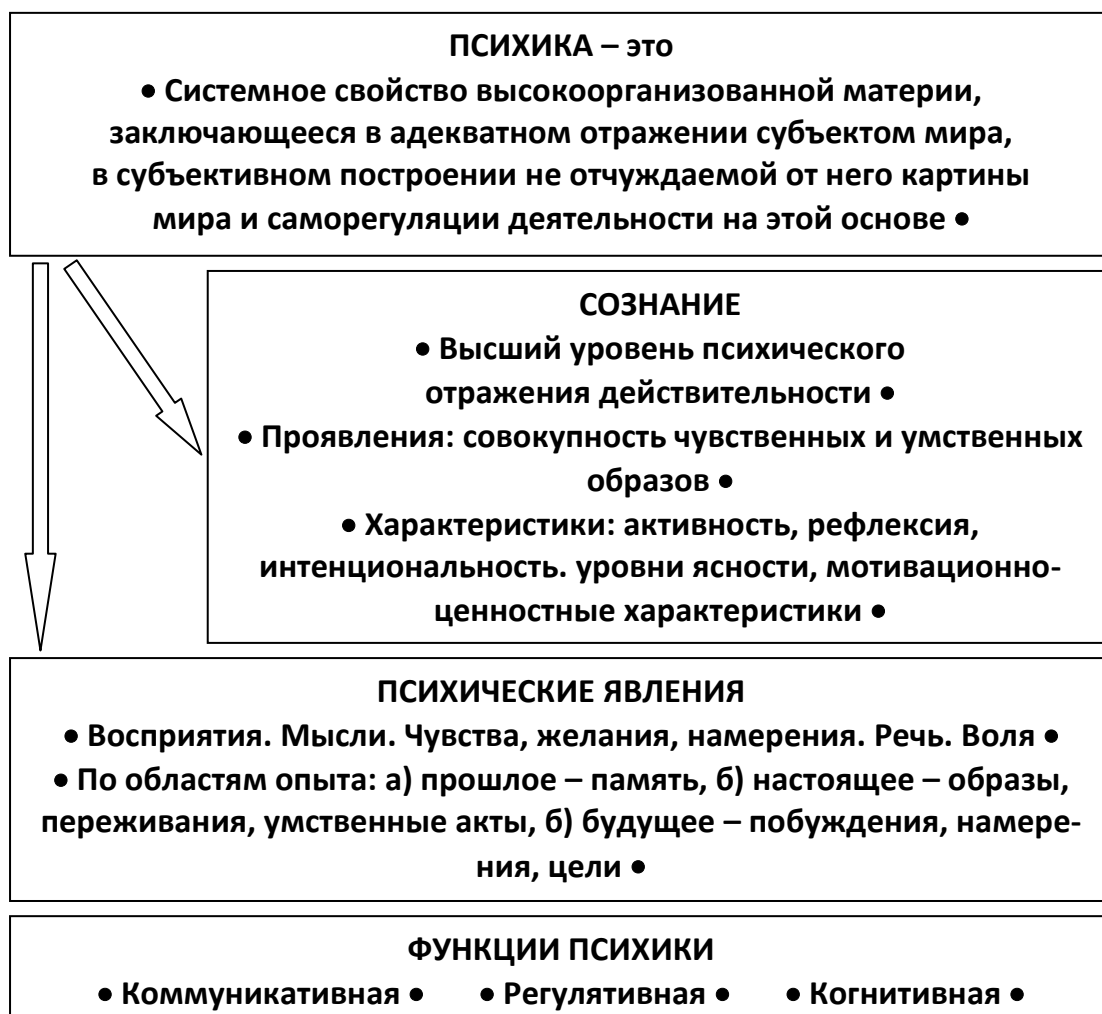 ПСИХИКА – это
• Системное свойство высокоорганизованной материи,
заключающееся в адекватном отражении субъектом мира,
в субъективном построении не отчуждаемой от него картины
мира и саморегуляции деятельности на этой основе •
СОЗНАНИЕ
• Высший уровень психического
отражения действительности •
• Проявления: совокупность чувственных и умственных
образов •
• Характеристики: активность, рефлексия,
интенциональность. уровни ясности, мотивационно-
ценностные характеристики •
ПСИХИЧЕСКИЕ ЯВЛЕНИЯ
• Восприятия. Мысли. Чувства, желания, намерения. Речь. Воля •
• По областям опыта: а) прошлое – память, б) настоящее – образы,
переживания, умственные акты, б) будущее – побуждения, намере-
ния, цели •
ФУНКЦИИ ПСИХИКИ
• Коммуникативная • • Регулятивная • • Когнитивная •